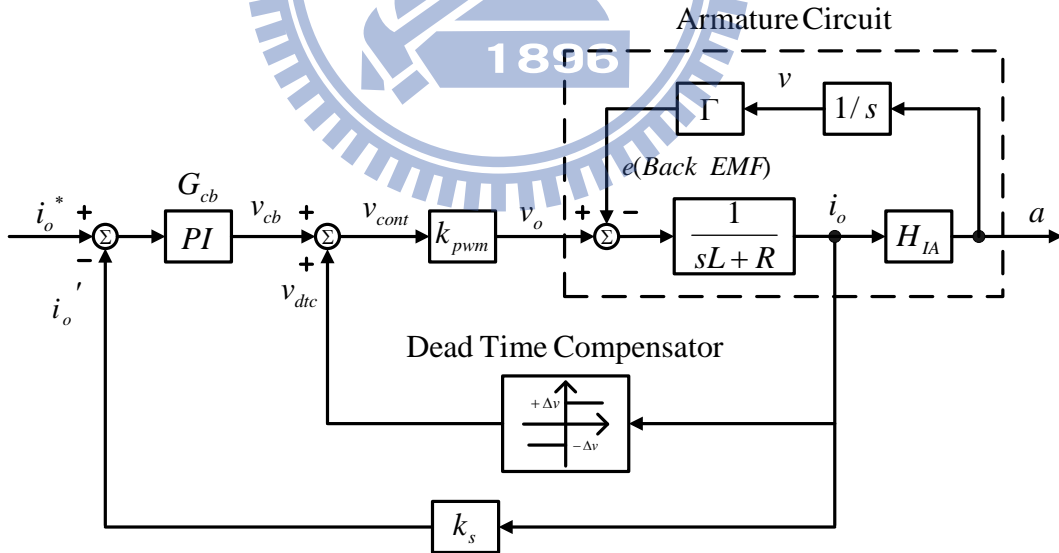 Armature Circuit
1896
v
Γ
1/s
e(Back EMF)
G_cb
i_o* +
−
PI
v_cb
+
Σ
+
v_cont
k_pwm
v_o
+
−
Σ
1
sL + R
i_o
H_IA
a
Σ
i_o'
v_dtc
Dead Time Compensator
+Δv
−Δv
k_s